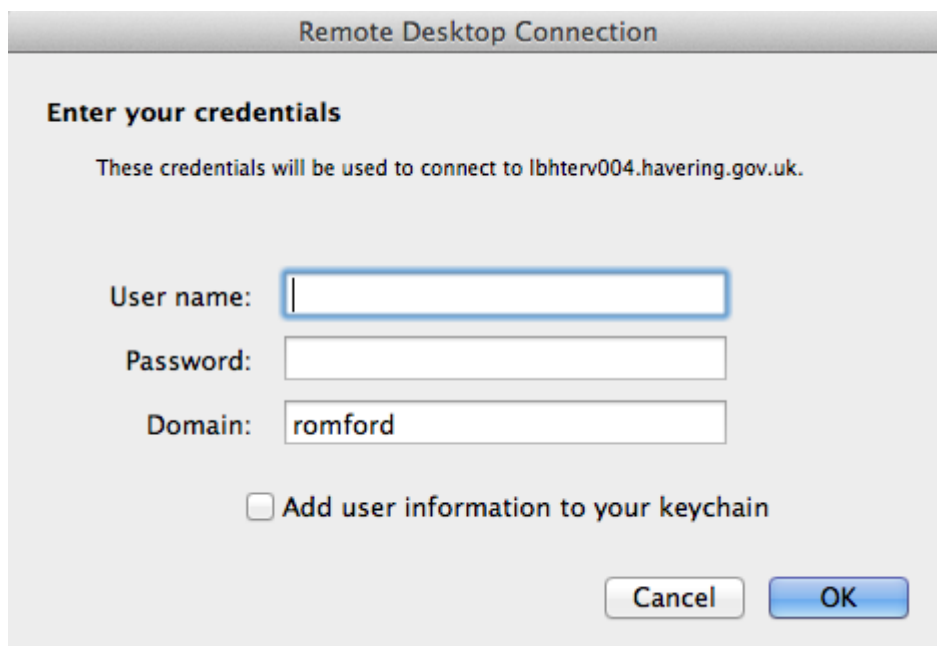 Remote Desktop Connection
Enter your credentials
These credentials will be used to connect to lbhterv004.havering.gov.uk.
User name:
Password:
Domain: romford
Add user information to your keychain
Cancel OK